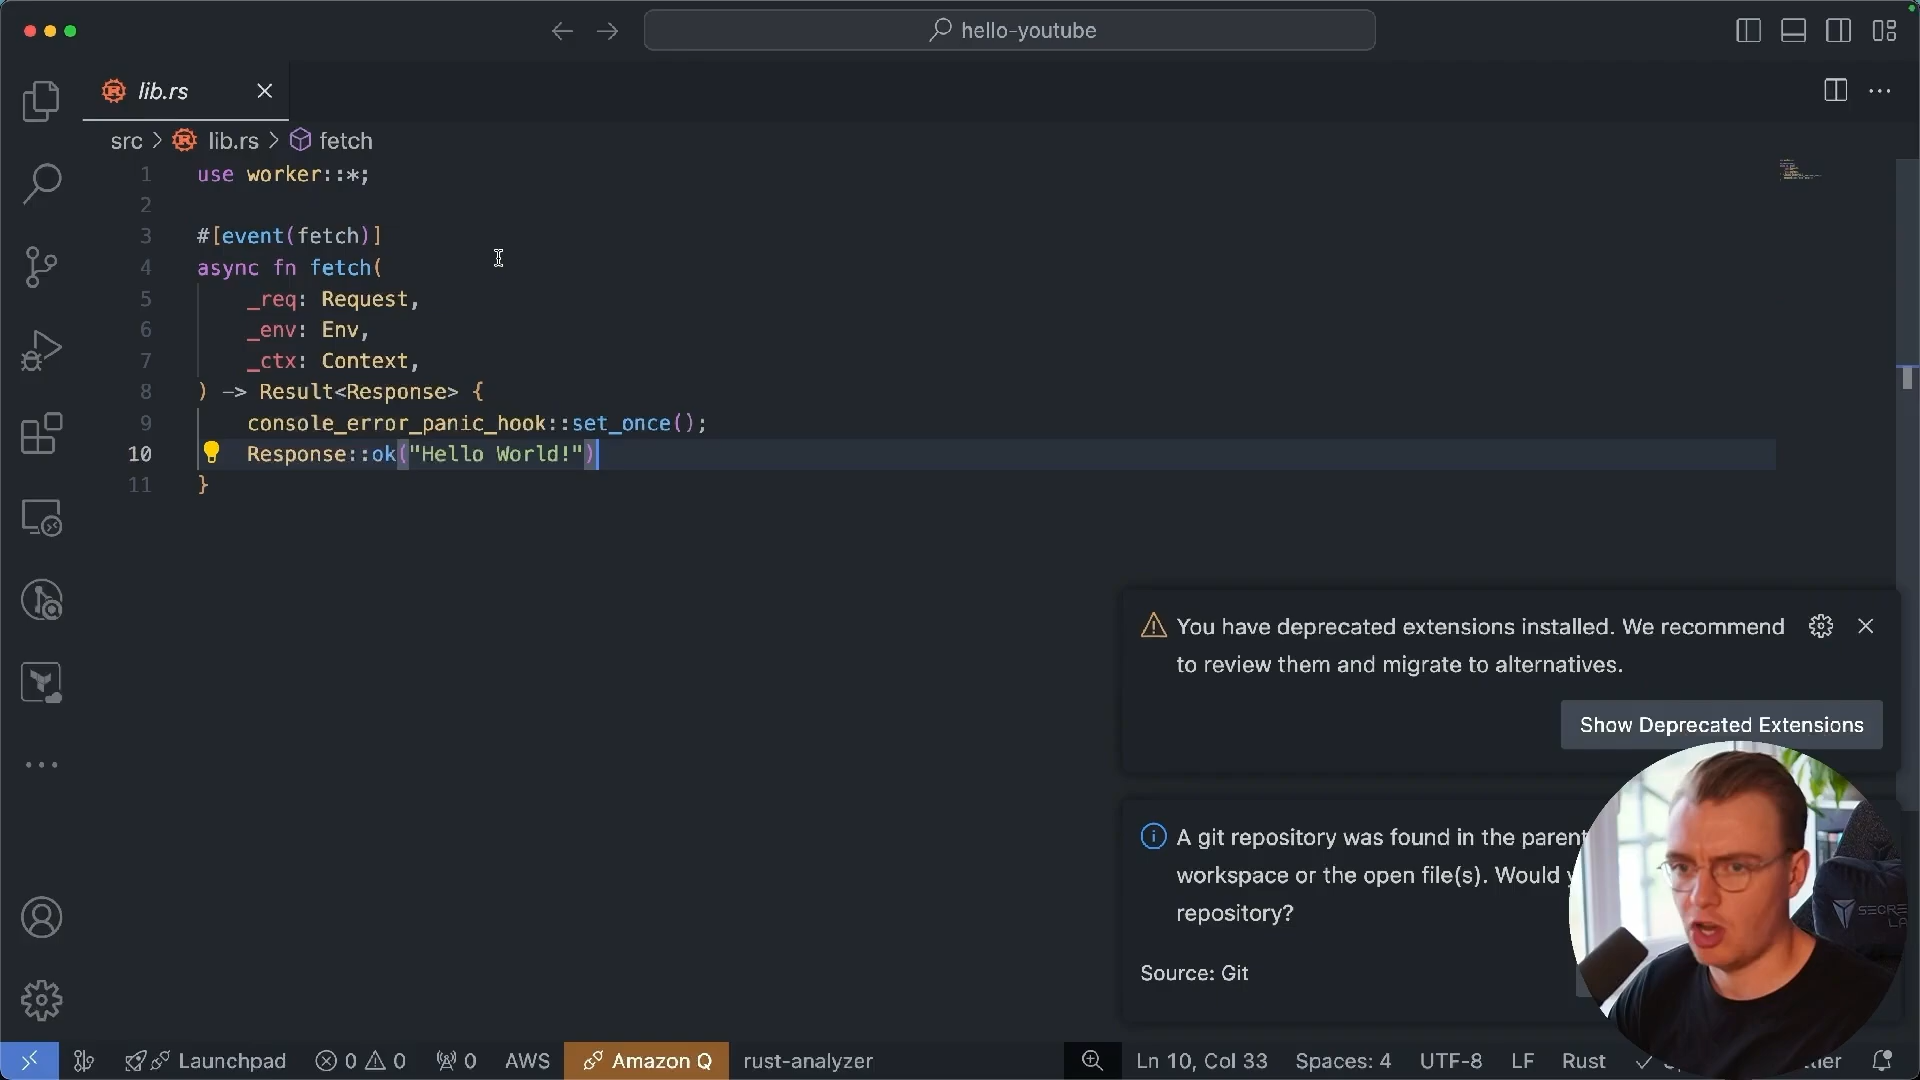 hello-youtube
lib.rs
src > lib.rs > fetch
1 use worker::*;
2
3 #[event(fetch)]
4 async fn fetch(
5 _req: Request,
6 _env: Env,
7 _ctx: Context,
8 ) -> Result<Response> {
9 console_error_panic_hook::set_once();
10 Response::ok("Hello World!")
11 }
You have deprecated extensions installed. We recommend
to review them and migrate to alternatives.
Show Deprecated Extensions
A git repository was found in the parent
workspace or the open file(s). Would
repository?
Source: Git
Launchpad 0 0 0 AWS Amazon Q rust-analyzer Ln 10, Col 33 Spaces: 4 UTF-8 LF Rust